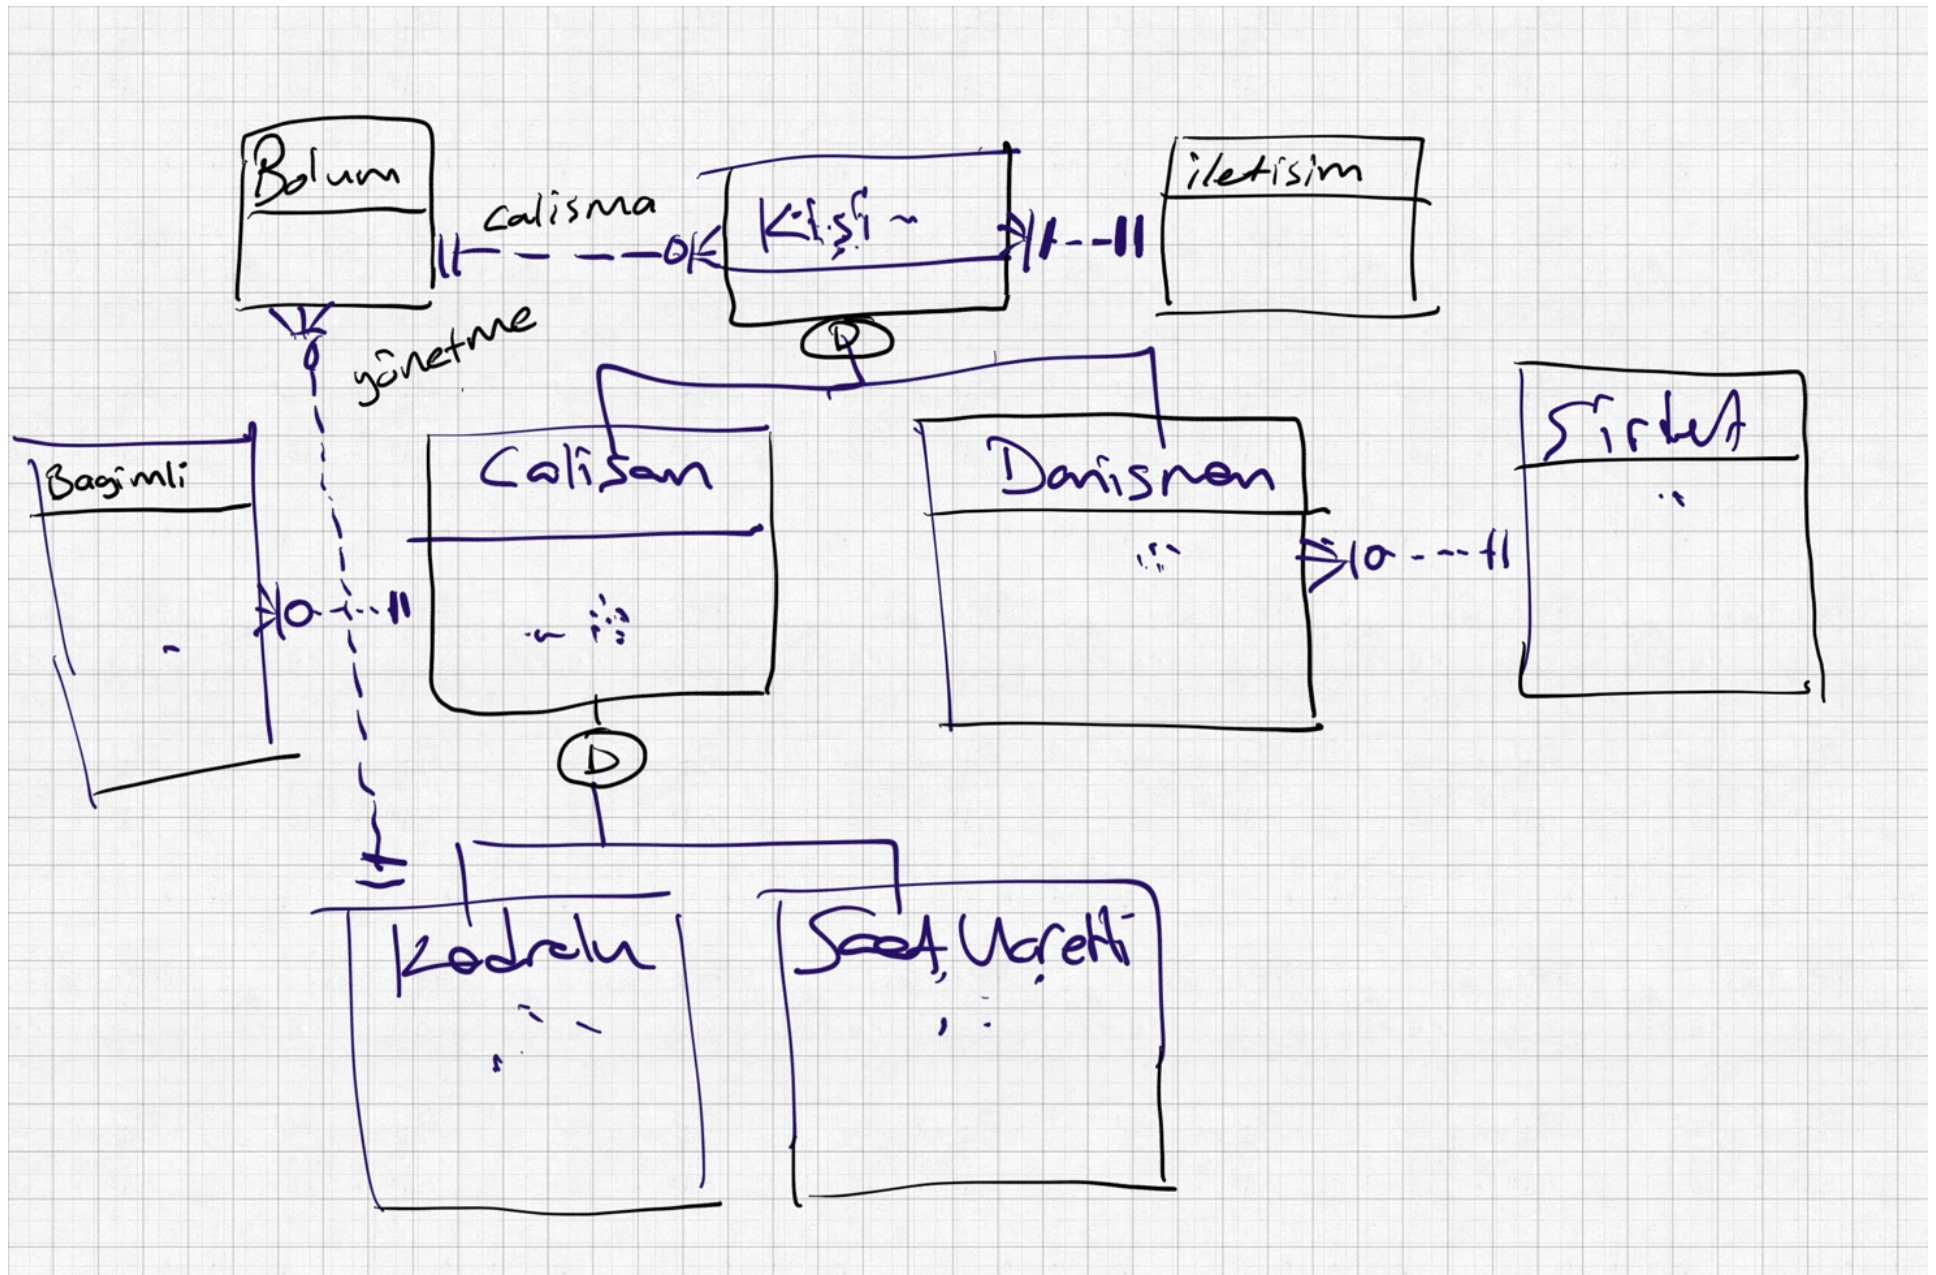 Bolum
calisma
Kişi
iletisim
D
yönetme
Bagimli
Calisan
Danisman
Sirket
D
Kadrolu
Saat Ucretli